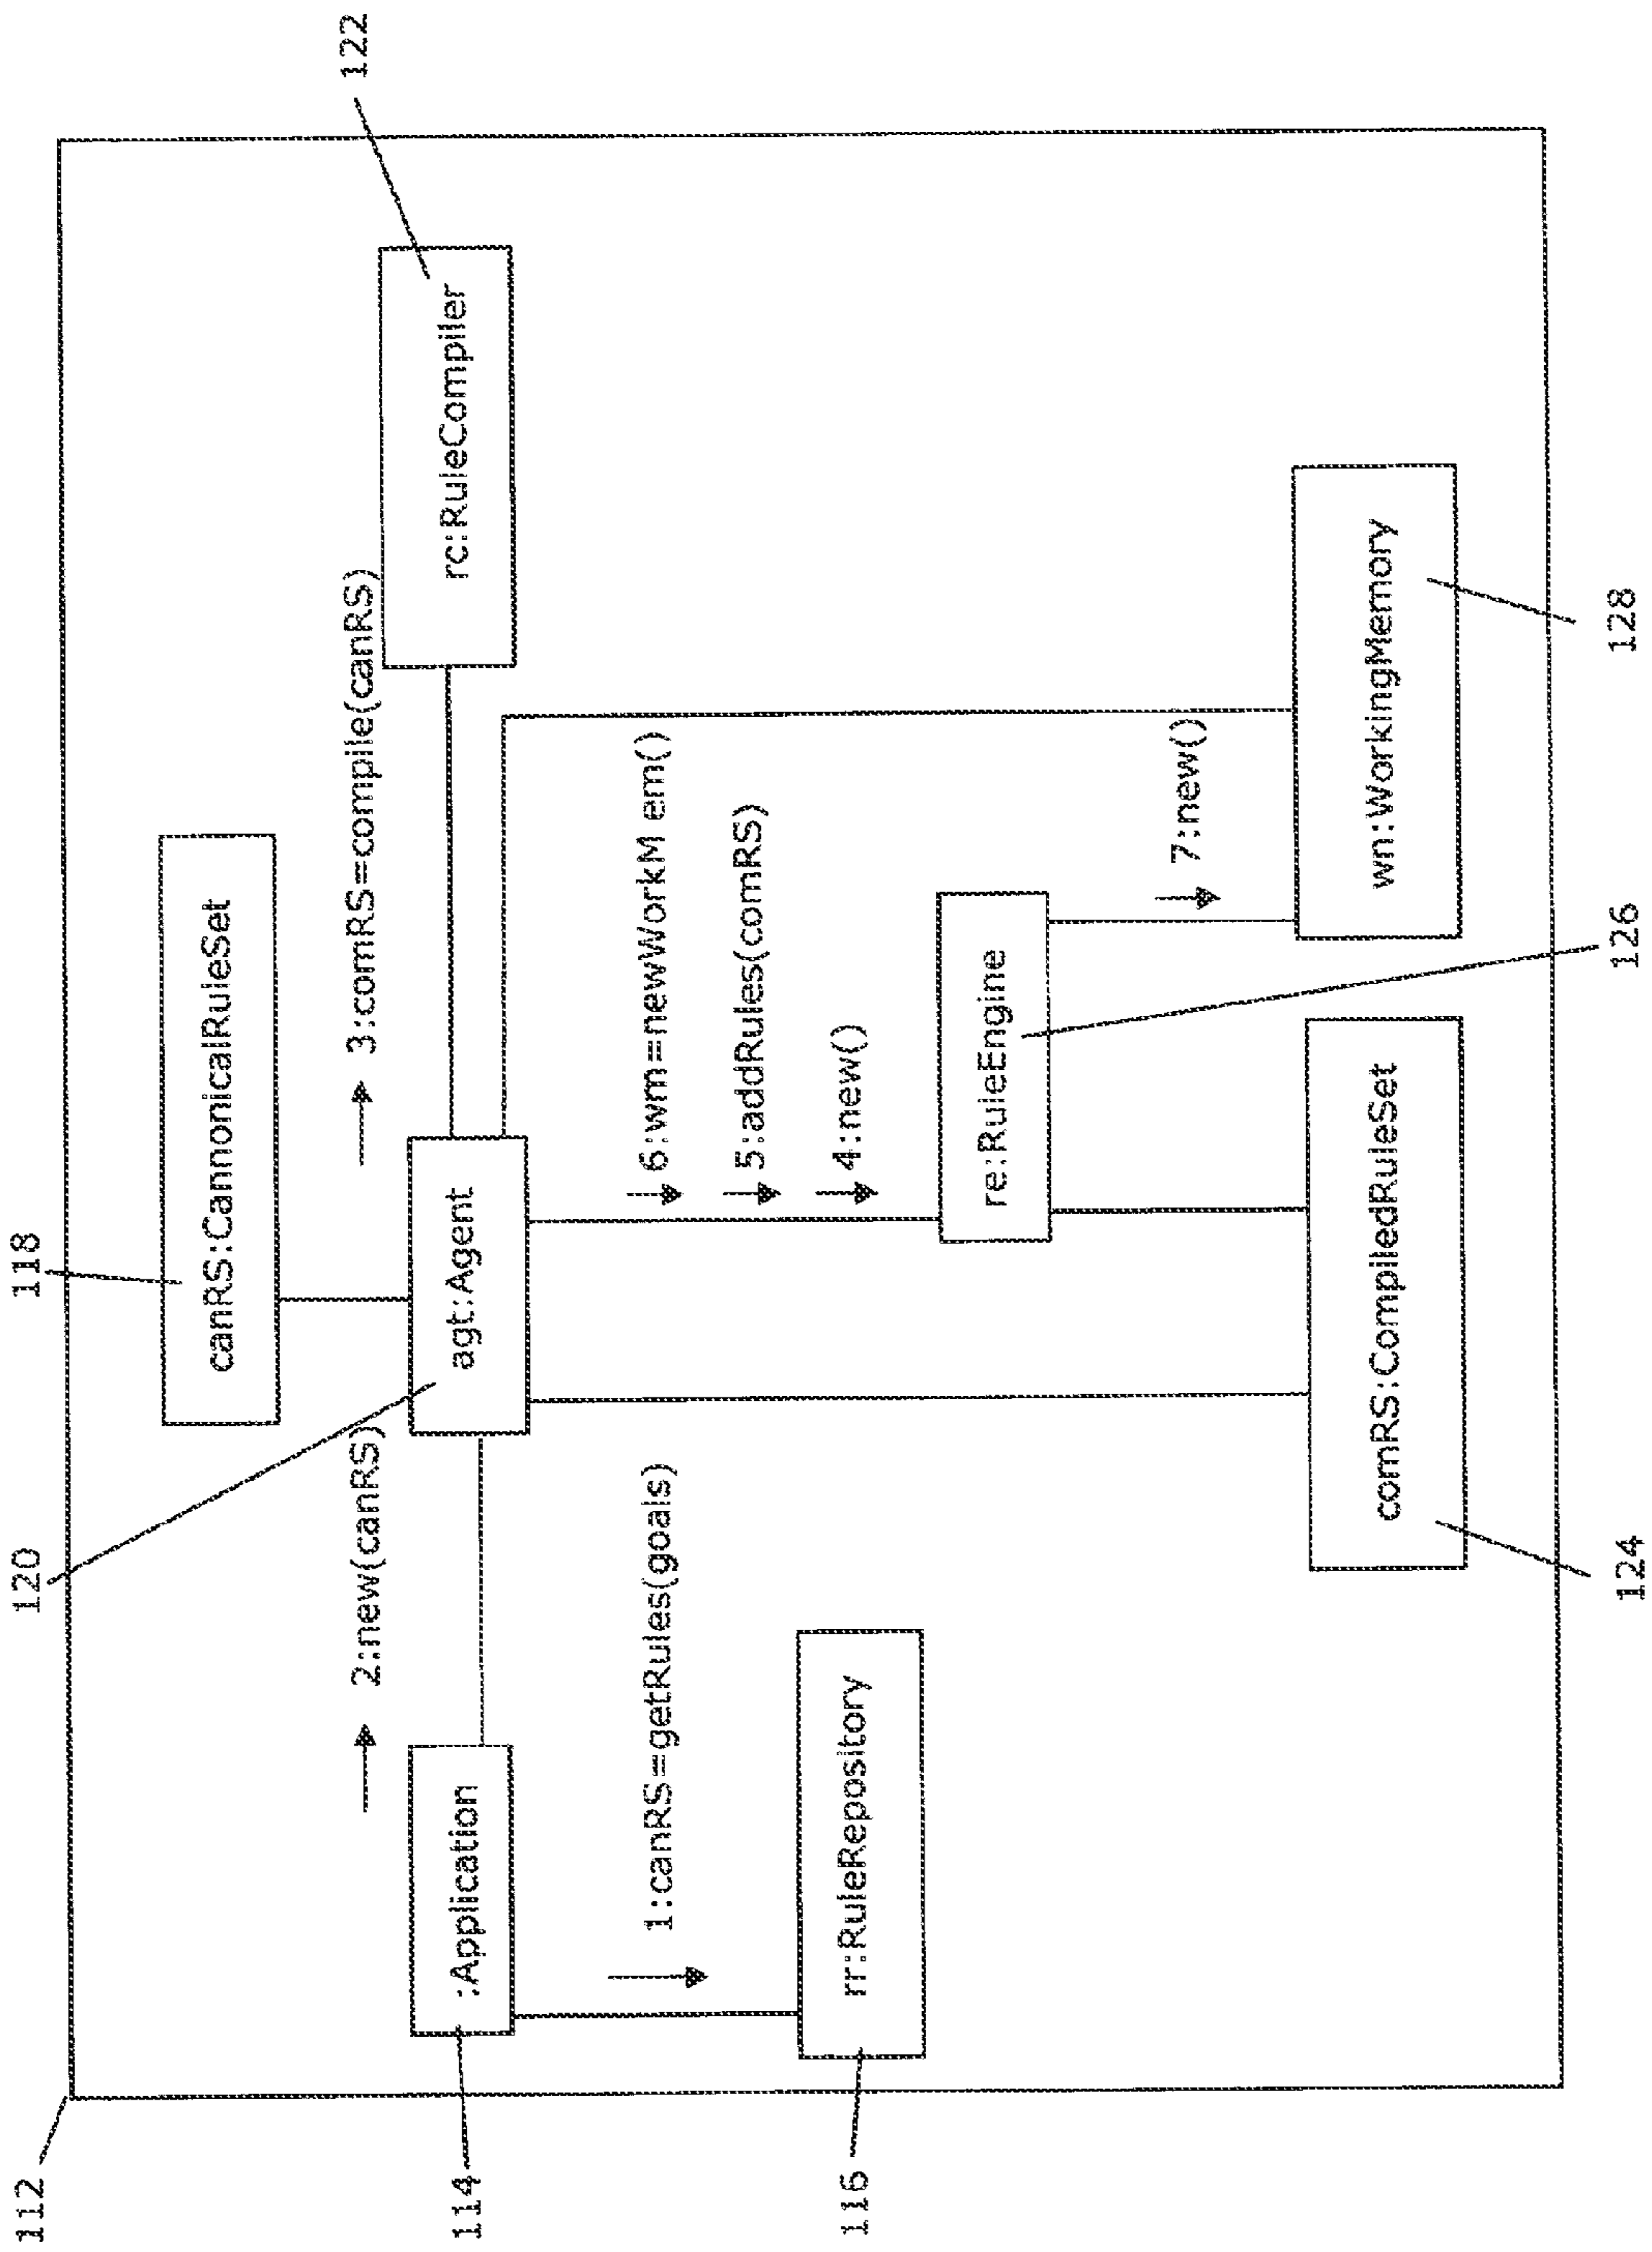 112
118
120
122
canRS:CannonicalRuleSet
2:new(canRS)
3:comRS=compile(canRS)
114
:Application
agt:Agent
rc:RuleCompiler
1:canRS=getRules(goals)
6:wm=newWorkM em()
5:addRules(comRS)
4:new()
116
rr:RuleRepository
re:RuleEngine
7:new()
comRS:CompiledRuleSet
wn:WorkingMemory
124
126
128